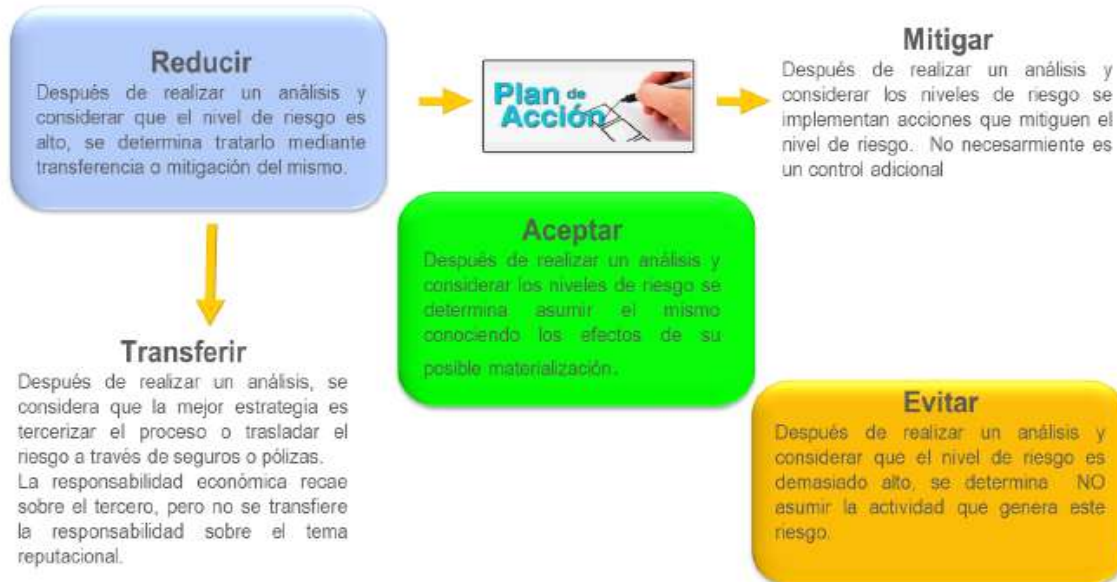 Reducir
Después de realizar un análisis y
considerar que el nivel de riesgo es
alto, se determina tratarlo mediante
transferencia o mitigación del mismo.
Plan de
Acción
Mitigar
Después de realizar un análisis y
considerar los niveles de riesgo se
implementan acciones que mitiguen el
nivel de riesgo. No necesarmiente es
un control adicional
Aceptar
Después de realizar un análisis y
considerar los niveles de riesgo se
determina asumir el mismo
conociendo los efectos de su
posible materialización.
Transferir
Después de realizar un análisis, se
considera que la mejor estrategia es
tercerizar el proceso o trasladar el
riesgo a través de seguros o pólizas.
La responsabilidad económica recae
sobre el tercero, pero no se transfiere
la responsabilidad sobre el tema
reputacional.
Evitar
Después de realizar un análisis y
considerar que el nivel de riesgo es
demasiado alto, se determina NO
asumir la actividad que genera este
riesgo.